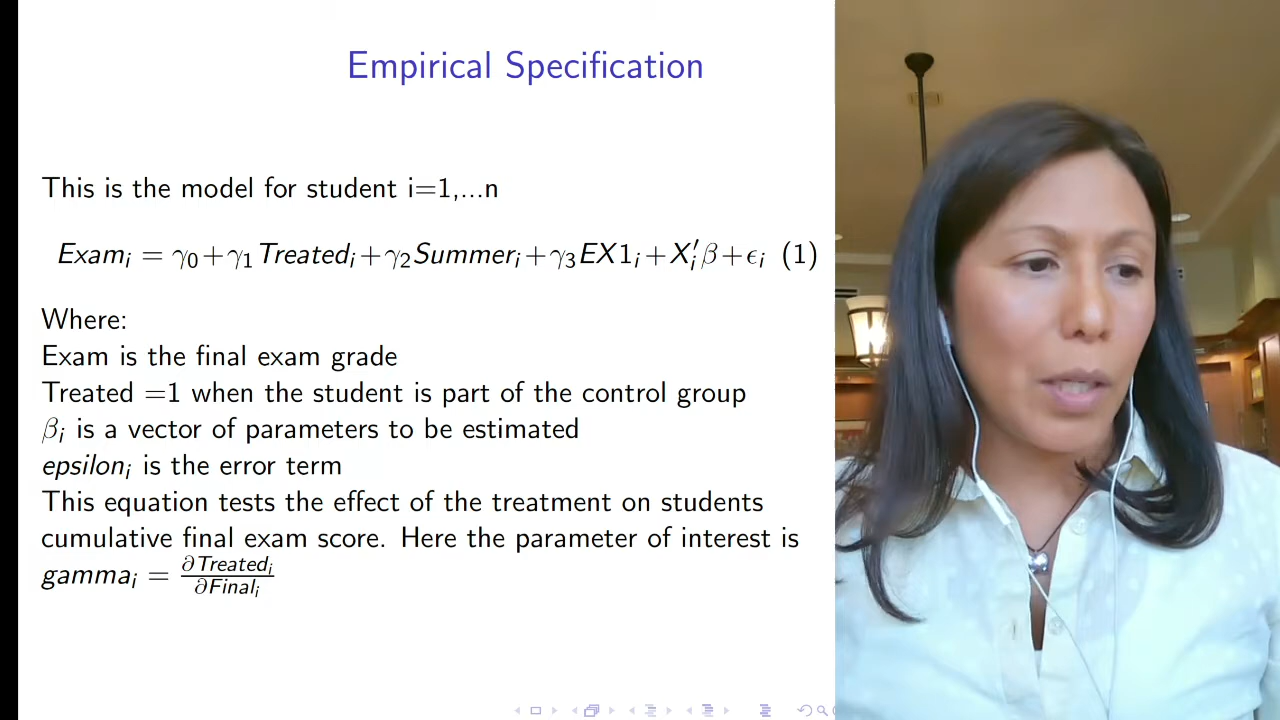 Empirical Specification
This is the model for student i=1,...n
Examᵢ = γ₀+γ₁Treatedᵢ+γ₂Summerᵢ+γ₃EX1ᵢ+X′ᵢβ+ϵᵢ (1)
Where:
Exam is the final exam grade
Treated =1 when the student is part of the control group
βᵢ is a vector of parameters to be estimated
epsilonᵢ is the error term
This equation tests the effect of the treatment on students
cumulative final exam score. Here the parameter of interest is
gammaᵢ = ∂Treatedᵢ/∂Finalᵢ